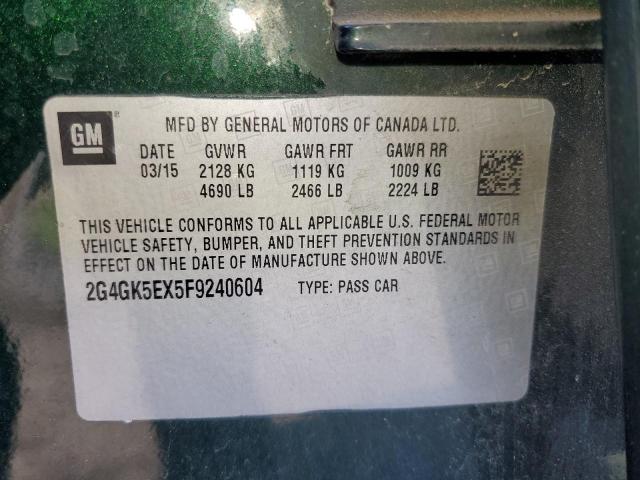 GM
MFD BY GENERAL MOTORS OF CANADA LTD.
DATE GVWR GAWR FRT GAWR RR
03/15 2128 KG 1119 KG 1009 KG
4690 LB 2466 LB 2224 LB
THIS VEHICLE CONFORMS TO ALL APPLICABLE U.S. FEDERAL MOTOR
VEHICLE SAFETY, BUMPER, AND THEFT PREVENTION STANDARDS IN
EFFECT ON THE DATE OF MANUFACTURE SHOWN ABOVE.
2G4GK5EX5F9240604 TYPE: PASS CAR